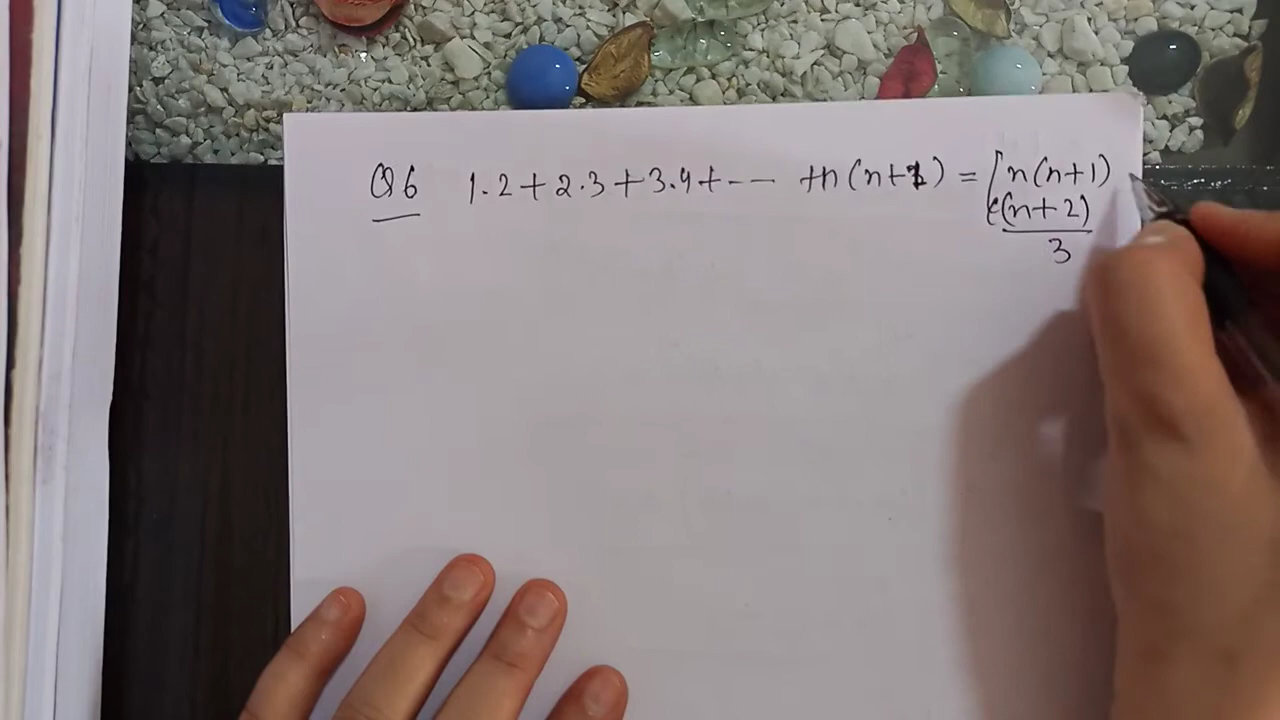 Q6 1.2+2.3+3.4+--- +n(n+1) = [n(n+1)
(n+2)
3